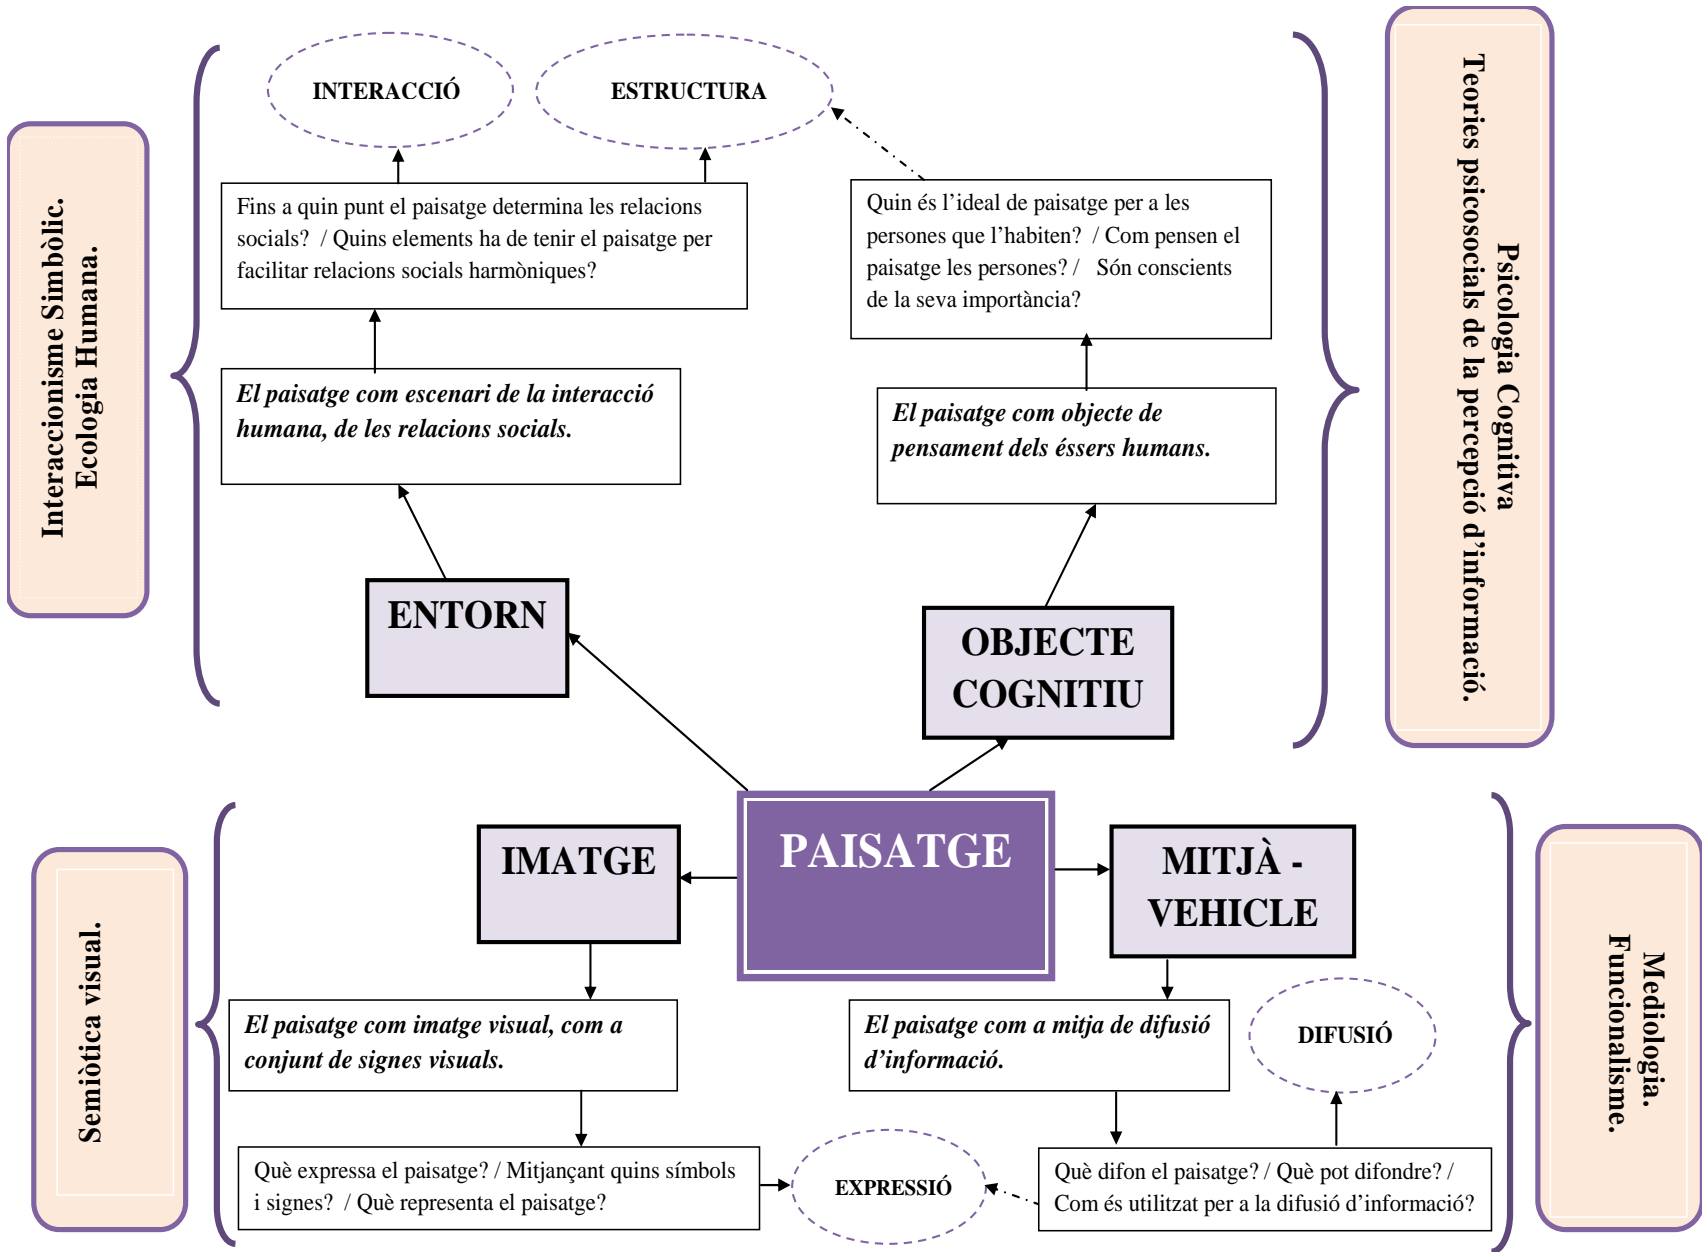 INTERACCIÓ
ESTRUCTURA
Interaccionisme Simbòlic.
Ecologia Humana.
Fins a quin punt el paisatge determina les relacions
socials? / Quins elements ha de tenir el paisatge per
facilitar relacions socials harmòniques?
Quin és l’ideal de paisatge per a les
persones que l’habiten? / Com pensen el
paisatge les persones? / Són conscients
de la seva importància?
Psicologia Cognitiva
Teories psicosocials de la percepció d’informació.
El paisatge com escenari de la interacció
humana, de les relacions socials.
El paisatge com objecte de
pensament dels éssers humans.
ENTORN
OBJECTE
COGNITIU
PAISATGE
IMATGE
MITJÀ -
VEHICLE
Semiòtica visual.
El paisatge com imatge visual, com a
conjunt de signes visuals.
El paisatge com a mitja de difusió
d’informació.
DIFUSIÓ
Mediologia.
Funcionalisme.
Què expressa el paisatge? / Mitjançant quins símbols
i signes? / Què representa el paisatge?
EXPRESSIÓ
Què difon el paisatge? / Què pot difondre? /
Com és utilitzat per a la difusió d’informació?